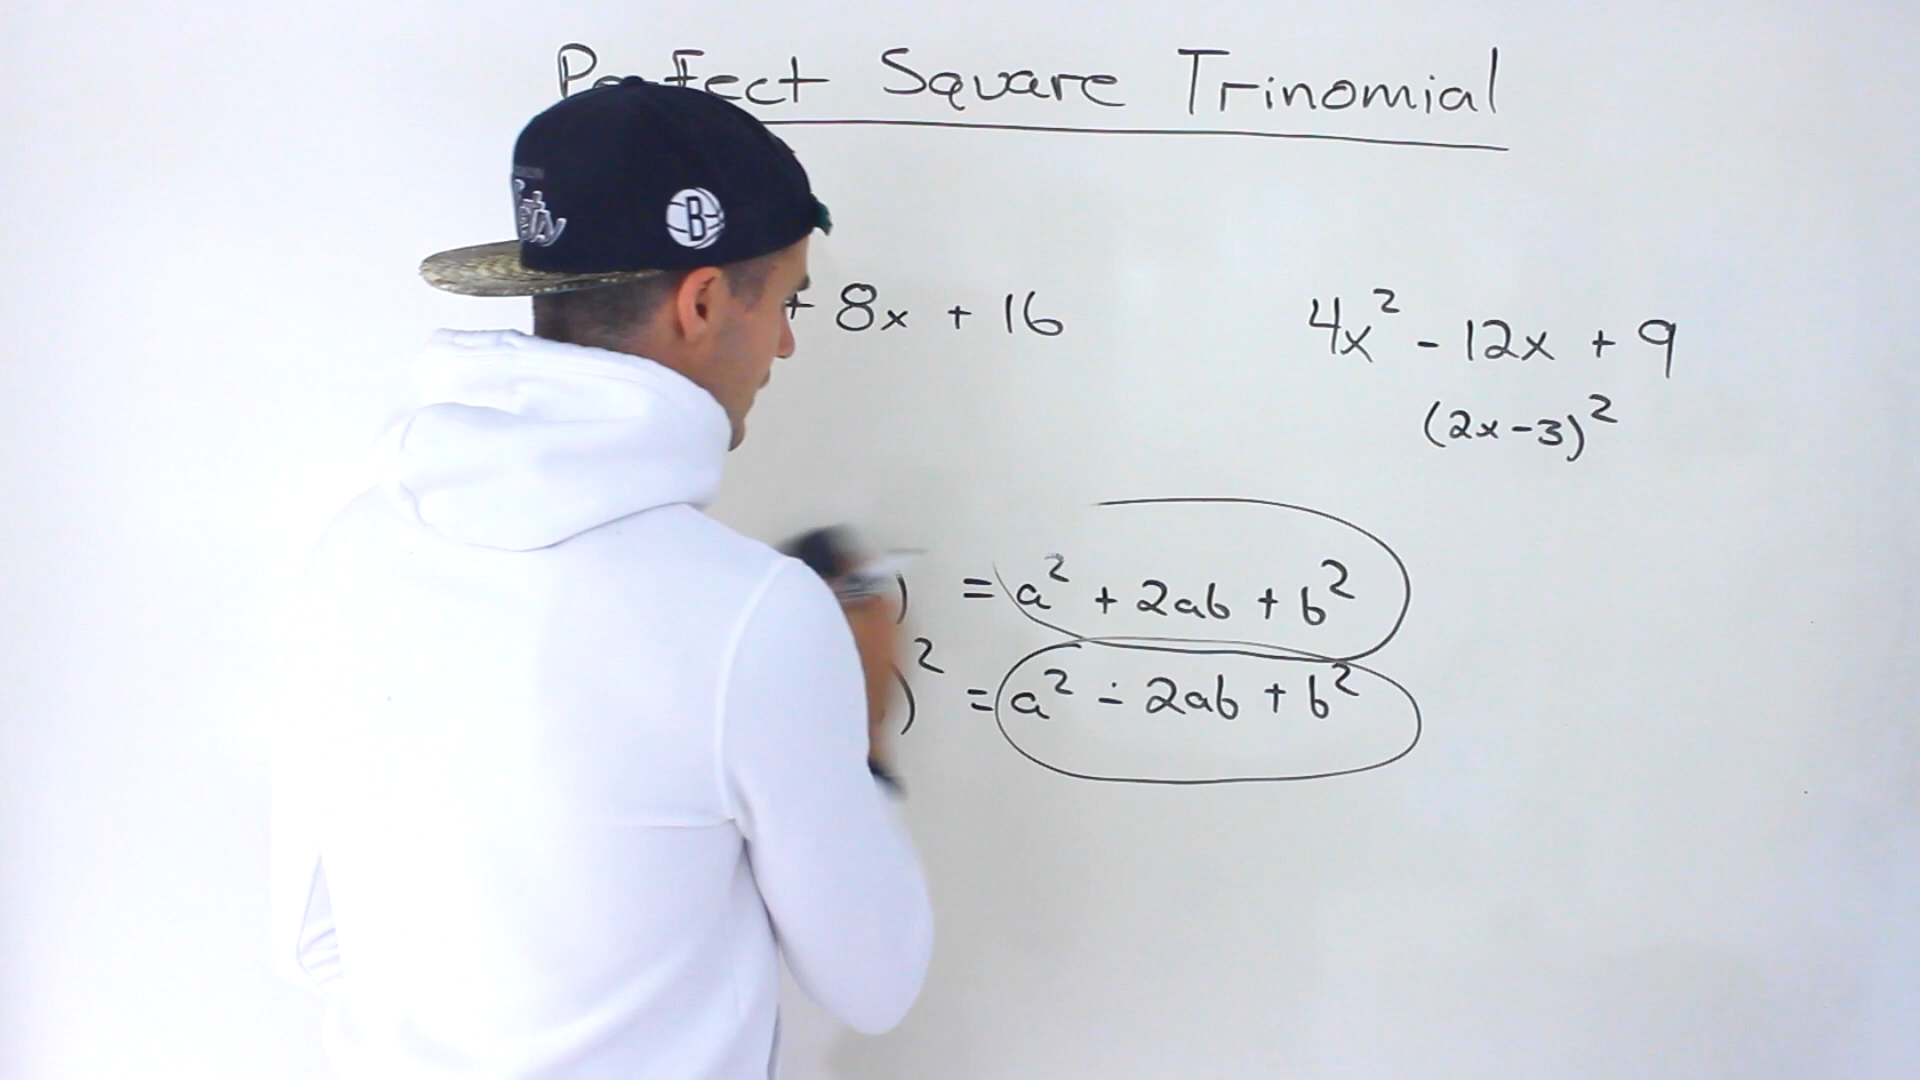 Perfect Square Trinomial
+ 8x + 16
4x² - 12x + 9
(2x-3)²
) = a² + 2ab + b²
)² = a² - 2ab + b²
B